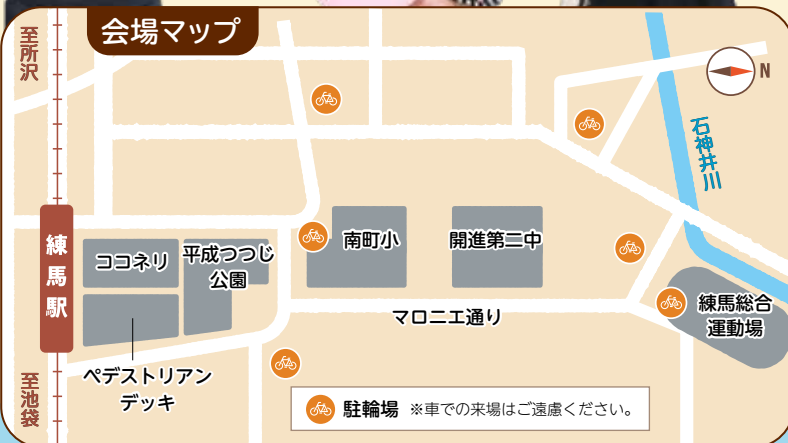 会場マップ
至所沢
N
石神井川
練馬駅
ココネリ
平成つつじ
公園
南町小
開進第二中
練馬総合
運動場
マロニエ通り
ペデストリアン
デッキ
至池袋
駐輪場 ※車での来場はご遠慮ください。